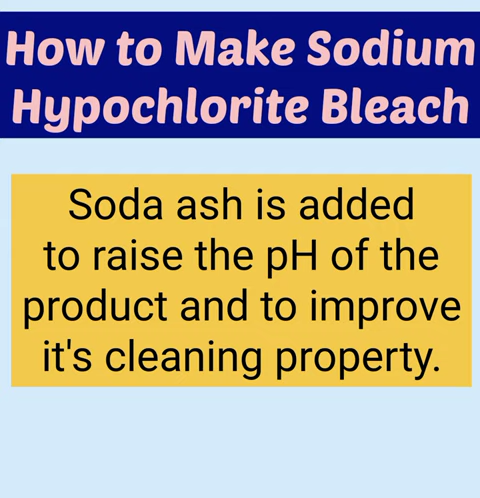 How to Make Sodium
Hypochlorite Bleach
Soda ash is added
to raise the pH of the
product and to improve
it's cleaning property.